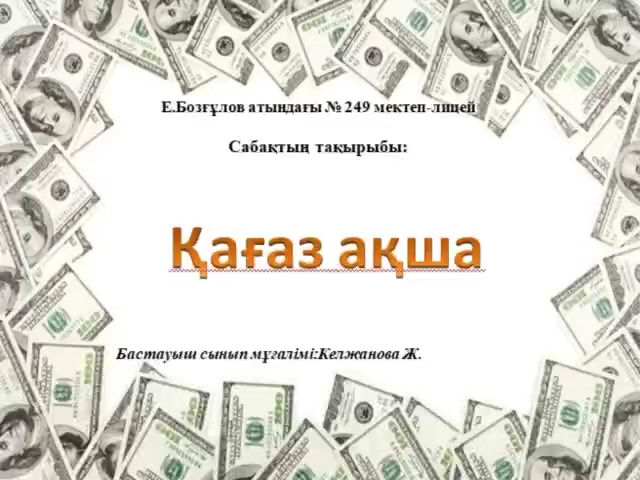 Е.Бозғұлов атындағы № 249 мектеп-лицей
Сабақтың тақырыбы:
Қағаз ақша
Бастауыш сынып мұғалімі:Келжанова Ж.